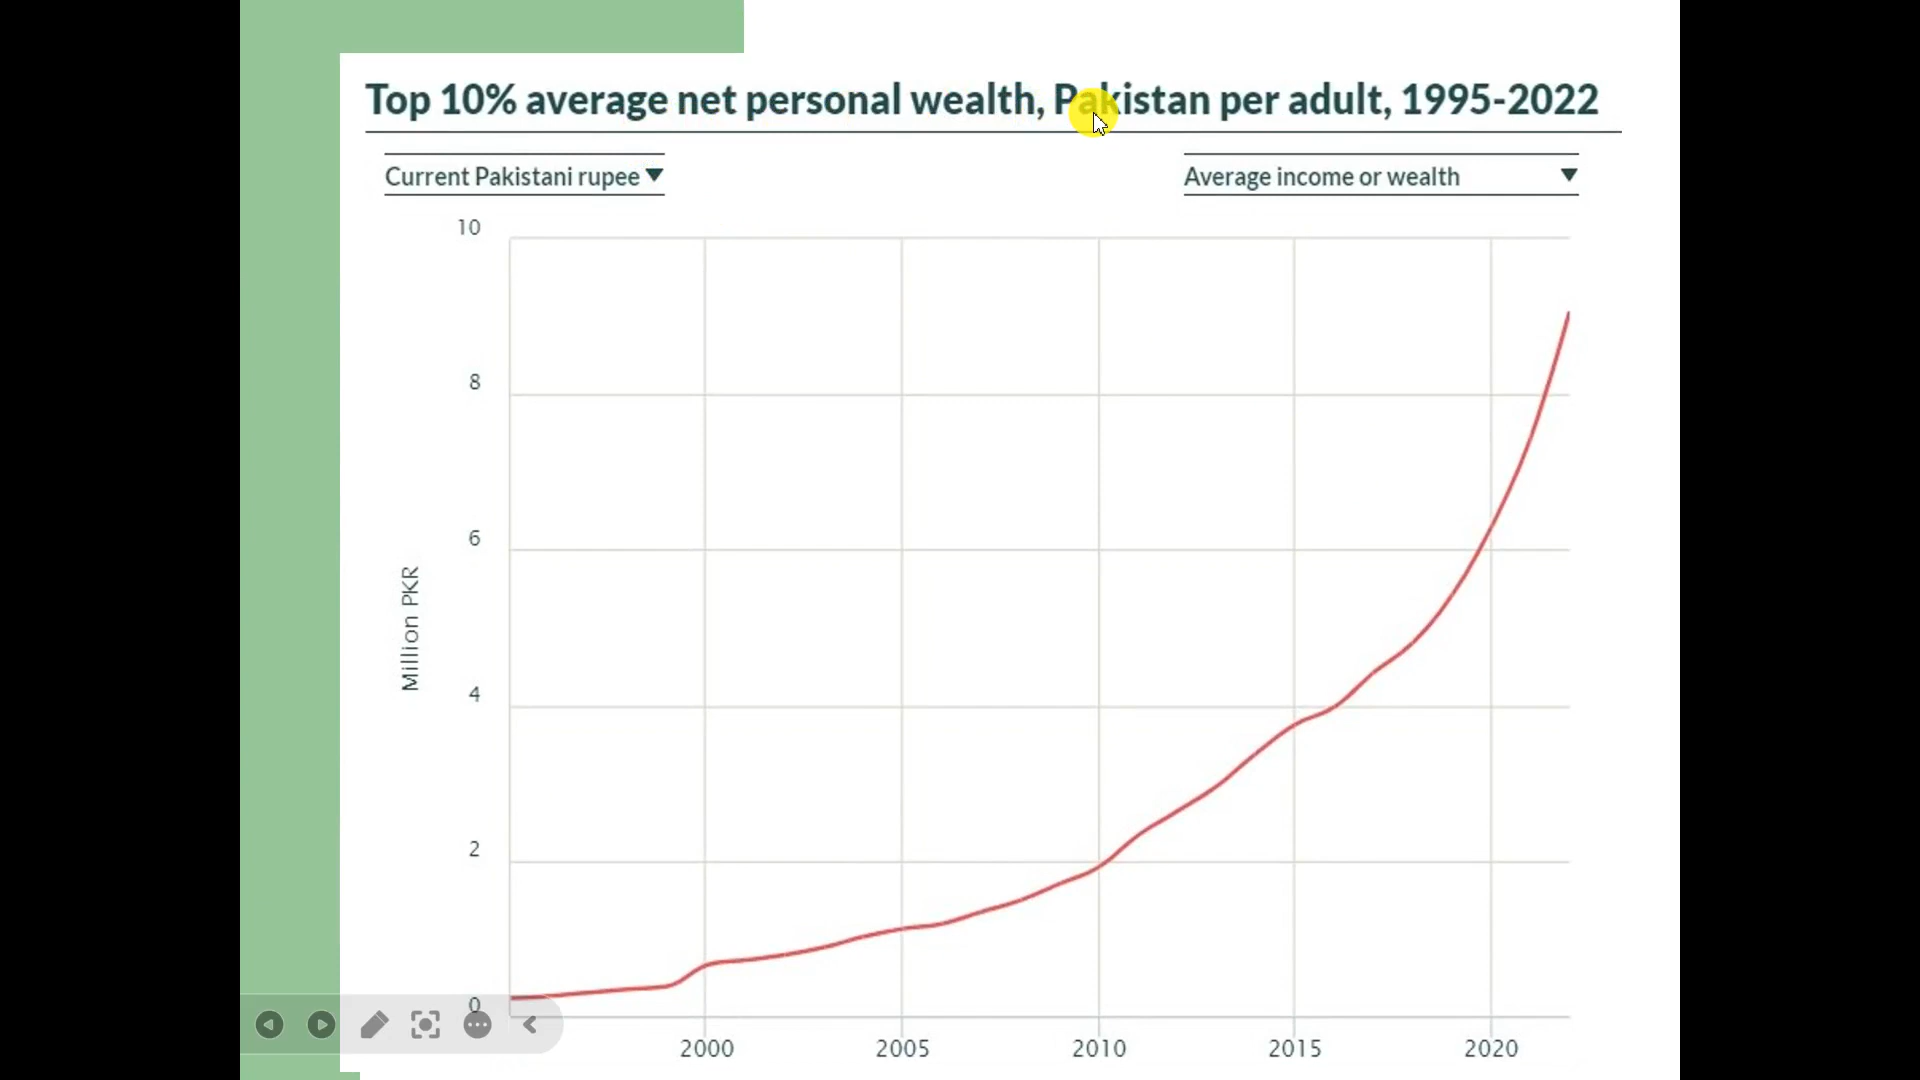 Top 10% average net personal wealth, Pakistan per adult, 1995-2022
Current Pakistani rupee
Average income or wealth
10
8
6
4
2
0
Million PKR
2000
2005
2010
2015
2020